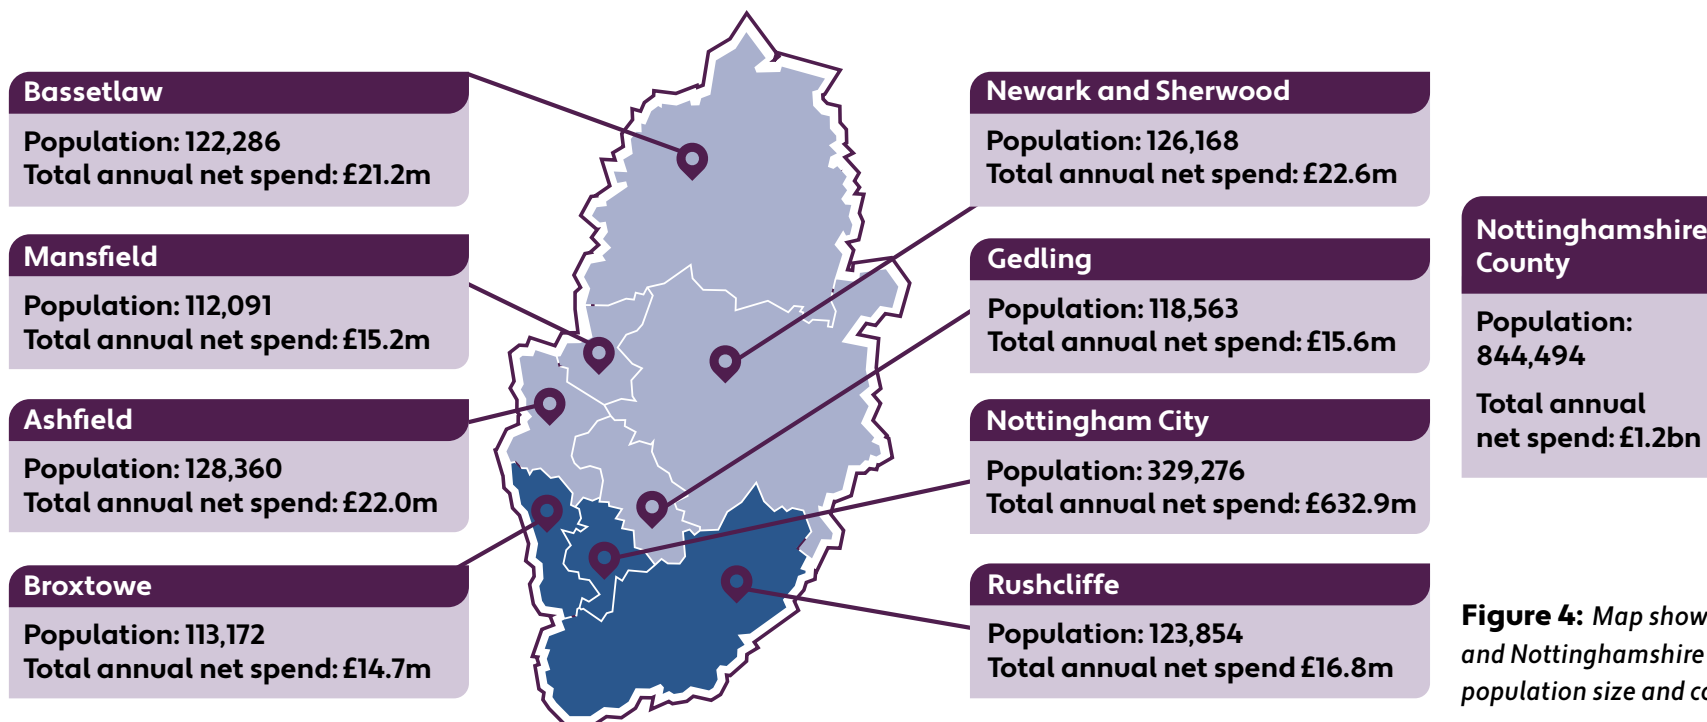 Bassetlaw
Population: 122,286
Total annual net spend: £21.2m
Mansfield
Population: 112,091
Total annual net spend: £15.2m
Ashfield
Population: 128,360
Total annual net spend: £22.0m
Broxtowe
Population: 113,172
Total annual net spend: £14.7m
Newark and Sherwood
Population: 126,168
Total annual net spend: £22.6m
Gedling
Population: 118,563
Total annual net spend: £15.6m
Nottingham City
Population: 329,276
Total annual net spend: £632.9m
Rushcliffe
Population: 123,854
Total annual net spend £16.8m
Nottinghamshire
County
Population:
844,494
Total annual
net spend: £1.2bn
Figure 4: Map show
and Nottinghamshire
population size and